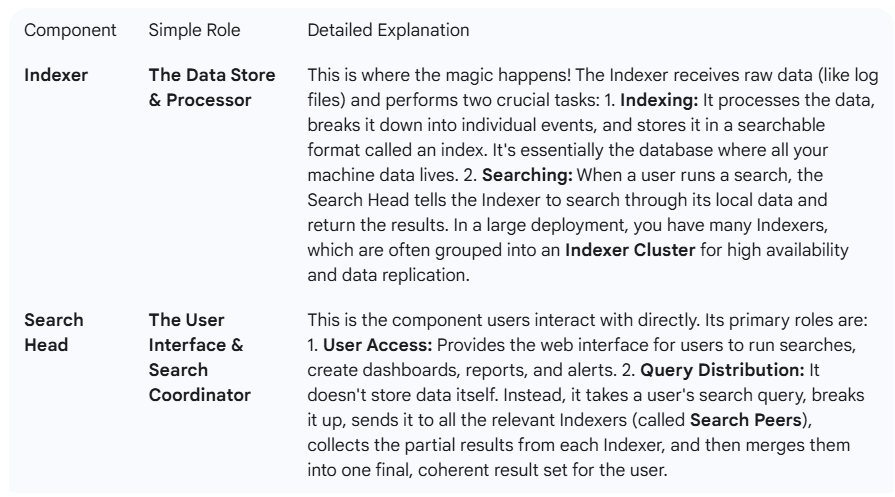 Component Simple Role Detailed Explanation
Indexer The Data Store This is where the magic happens! The Indexer receives raw data (like log
& Processor files) and performs two crucial tasks: 1. Indexing: It processes the data,
breaks it down into individual events, and stores it in a searchable
format called an index. It's essentially the database where all your
machine data lives. 2. Searching: When a user runs a search, the
Search Head tells the Indexer to search through its local data and
return the results. In a large deployment, you have many Indexers,
which are often grouped into an Indexer Cluster for high availability
and data replication.
Search The User This is the component users interact with directly. Its primary roles are:
Head Interface & 1. User Access: Provides the web interface for users to run searches,
Search create dashboards, reports, and alerts. 2. Query Distribution: It
Coordinator doesn't store data itself. Instead, it takes a user's search query, breaks
it up, sends it to all the relevant Indexers (called Search Peers),
collects the partial results from each Indexer, and then merges them
into one final, coherent result set for the user.